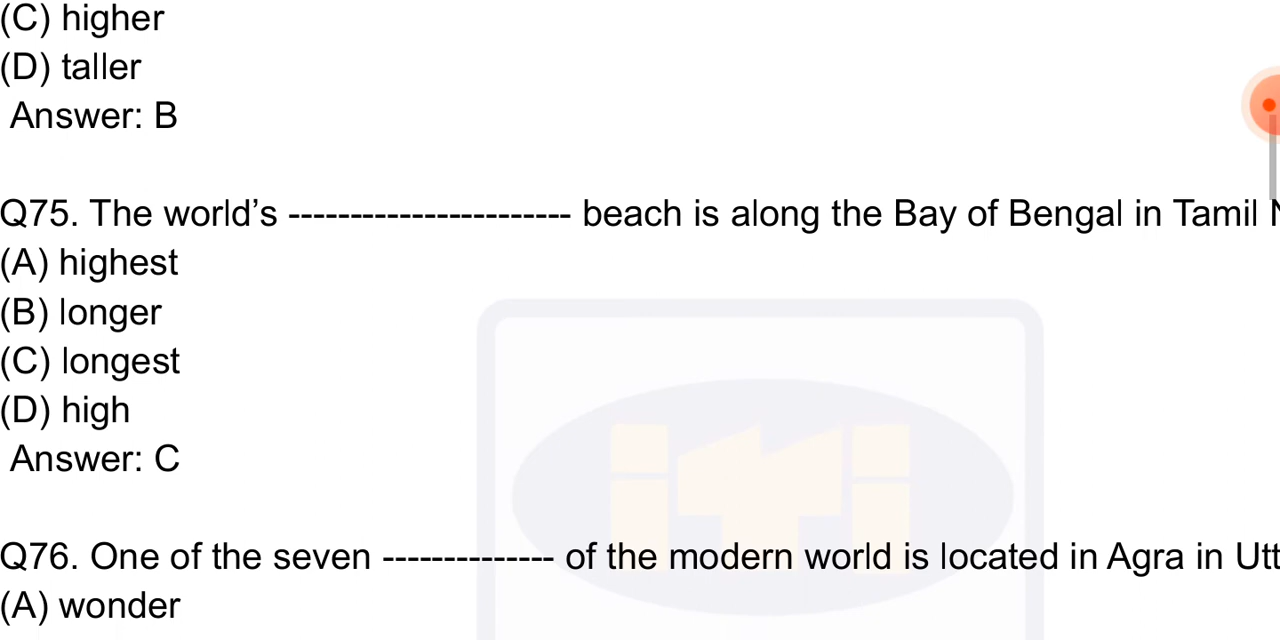 (C) higher
(D) taller
Answer: B
Q75. The world’s ----------------------- beach is along the Bay of Bengal in Tamil
(A) highest
(B) longer
(C) longest
(D) high
Answer: C
Q76. One of the seven -------------- of the modern world is located in Agra in Utt
(A) wonder
iTi